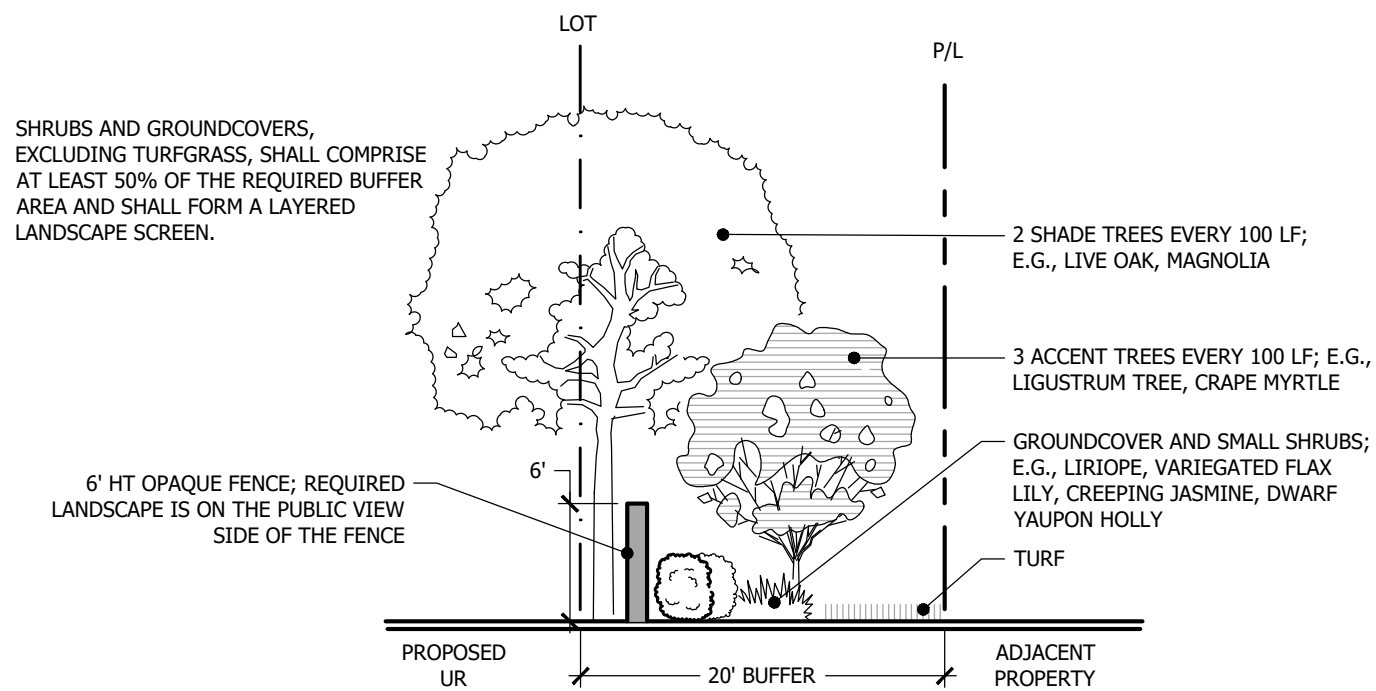 LOT
P/L
SHRUBS AND GROUNDCOVERS,
EXCLUDING TURFGRASS, SHALL COMPRISE
AT LEAST 50% OF THE REQUIRED BUFFER
AREA AND SHALL FORM A LAYERED
LANDSCAPE SCREEN.
2 SHADE TREES EVERY 100 LF;
E.G., LIVE OAK, MAGNOLIA
3 ACCENT TREES EVERY 100 LF; E.G.,
LIGUSTRUM TREE, CRAPE MYRTLE
GROUNDCOVER AND SMALL SHRUBS;
E.G., LIRIOPE, VARIEGATED FLAX
LILY, CREEPING JASMINE, DWARF
YAUPON HOLLY
6'
6' HT OPAQUE FENCE; REQUIRED
LANDSCAPE IS ON THE PUBLIC VIEW
SIDE OF THE FENCE
TURF
PROPOSED
UR
20' BUFFER
ADJACENT
PROPERTY